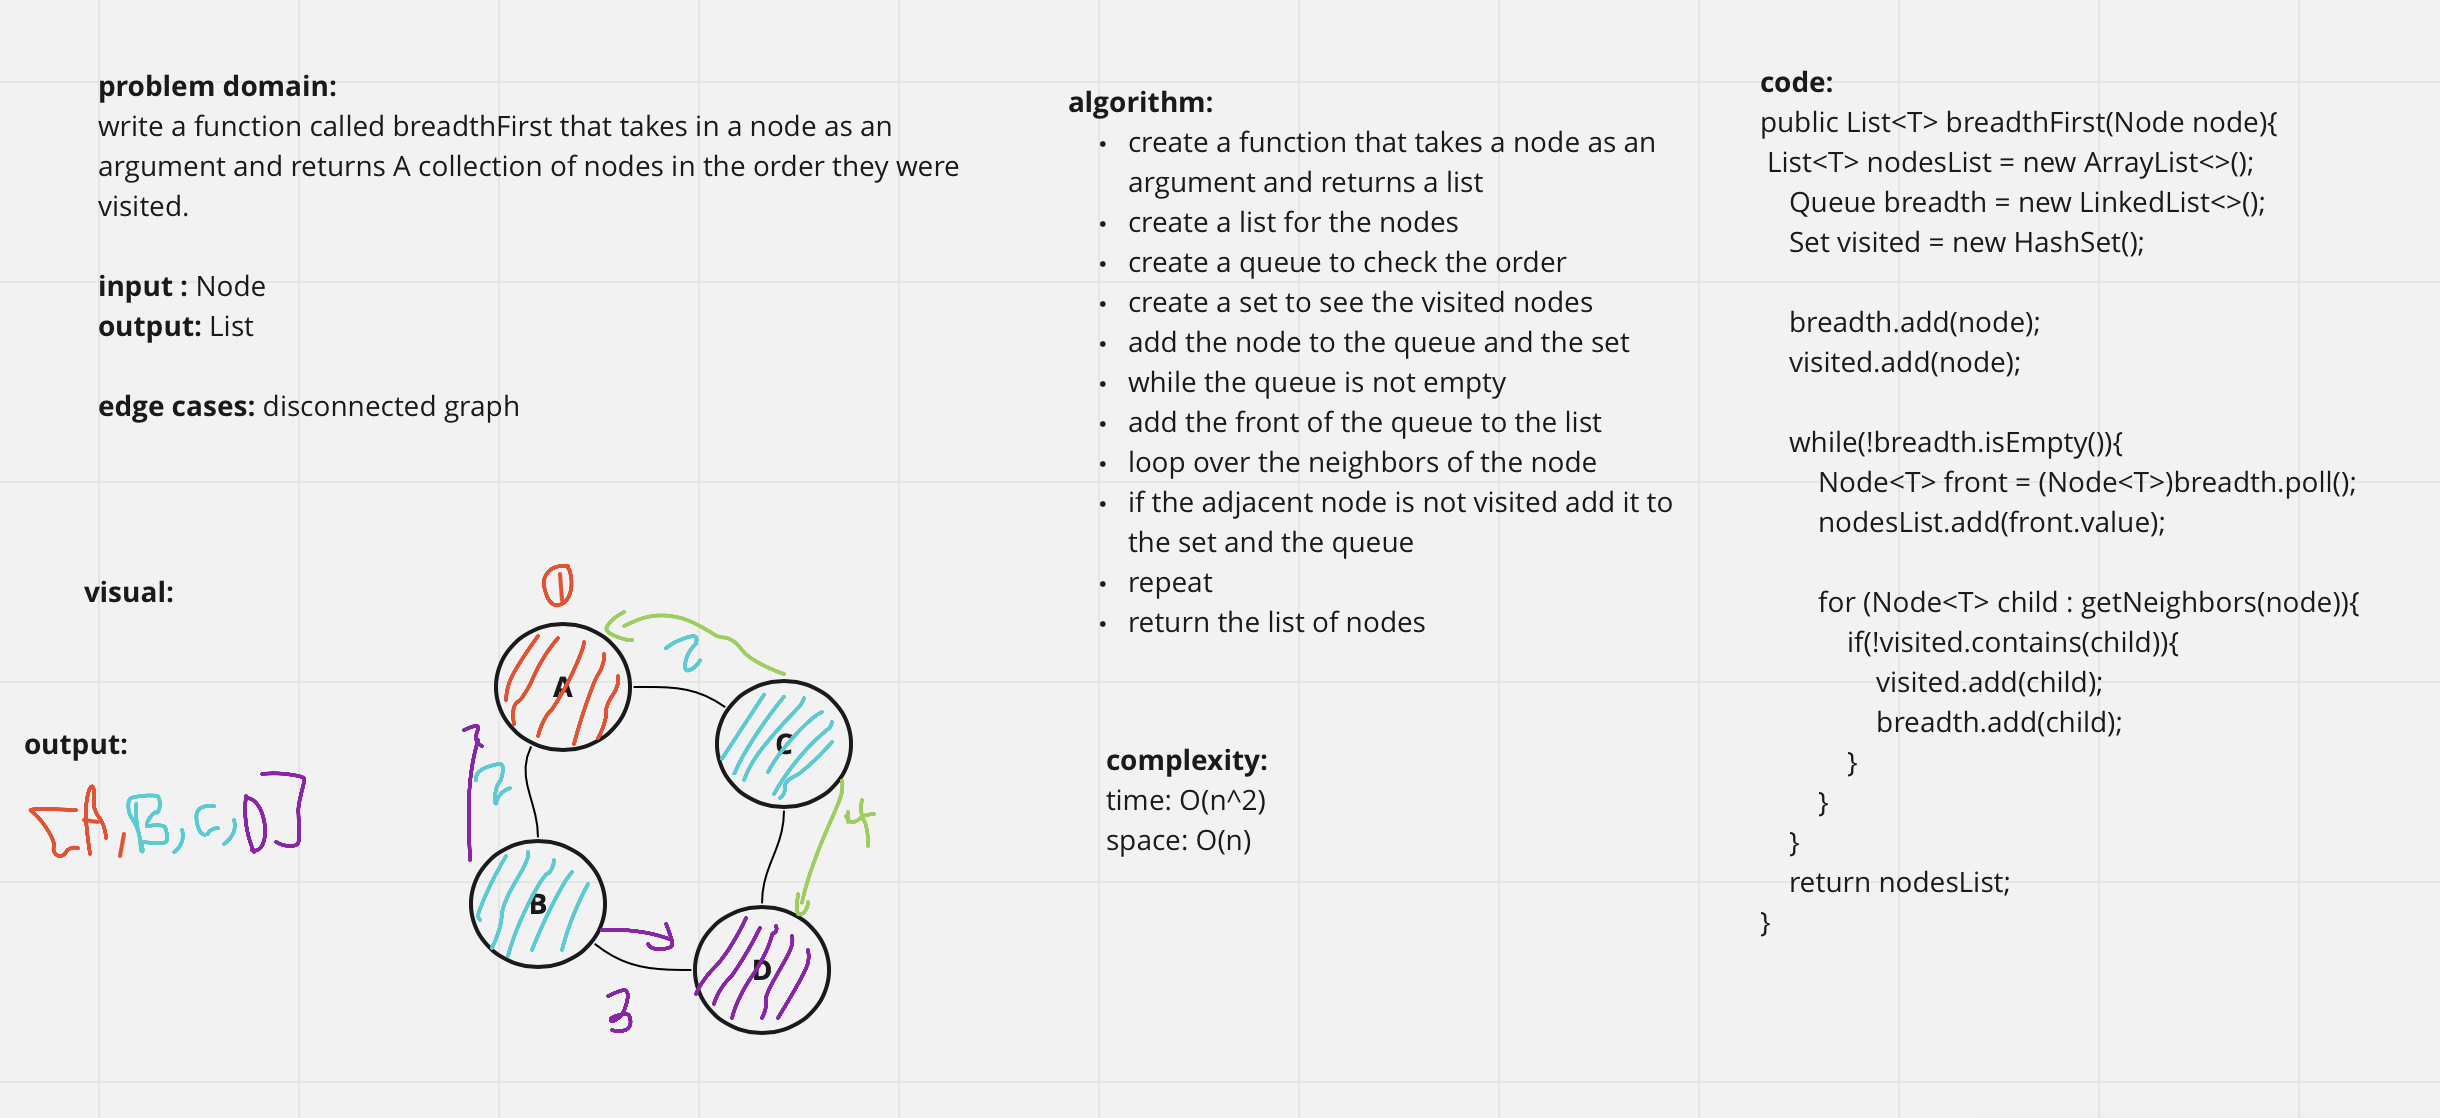 problem domain:
write a function called breadthFirst that takes in a node as an
argument and returns A collection of nodes in the order they were
visited.
input : Node
output: List
edge cases: disconnected graph
visual:
1
A
2
C
2
4
B
D
3
output:
[A, B, C, D]
algorithm:
• create a function that takes a node as an
argument and returns a list
• create a list for the nodes
• create a queue to check the order
• create a set to see the visited nodes
• add the node to the queue and the set
• while the queue is not empty
• add the front of the queue to the list
• loop over the neighbors of the node
• if the adjacent node is not visited add it to
the set and the queue
• repeat
• return the list of nodes
complexity:
time: O(n^2)
space: O(n)
code:
public List<T> breadthFirst(Node node){
List<T> nodesList = new ArrayList<>();
Queue breadth = new LinkedList<>();
Set visited = new HashSet();
breadth.add(node);
visited.add(node);
while(!breadth.isEmpty()){
Node<T> front = (Node<T>)breadth.poll();
nodesList.add(front.value);
for (Node<T> child : getNeighbors(node)){
if(!visited.contains(child)){
visited.add(child);
breadth.add(child);
}
}
}
return nodesList;
}